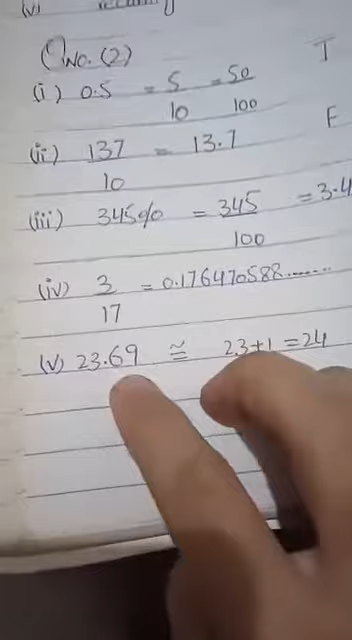 (vi)
Q No. (2) T
(i) 0.5 = 5/10 = 50/100
(ii) 137/10 = 13.7 F
(iii) 345% = 345/100 = 3.4
(iv) 3/17 = 0.176470588.......
(v) 23.69 ≅ 23+1 = 24